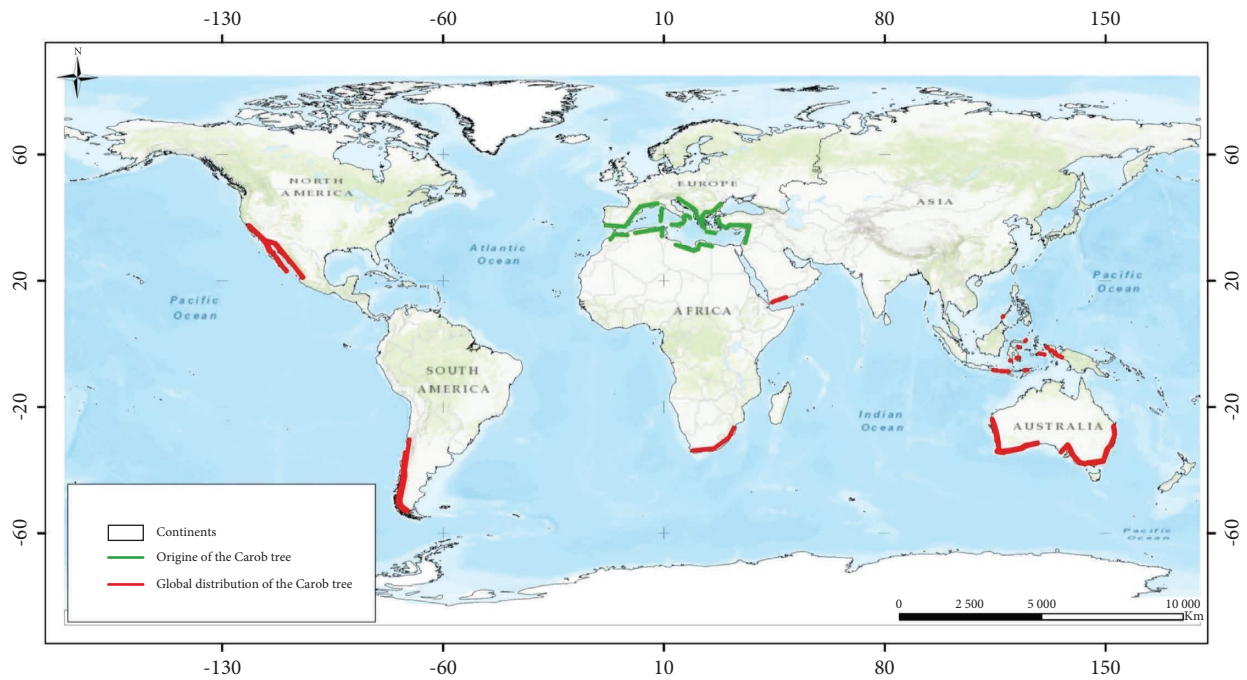 -130 -60 10 80 150
N
60 60
NORTH
AMERICA
EUROPE
ASIA
Atlantic
Ocean
Pacific
Ocean
20 20
Pacific
Ocean
AFRICA
SOUTH
AMERICA
-20 -20
Indian
Ocean
AUSTRALIA
-60 -60
Pacific
Ocean
Continents
Origine of the Carob tree
Global distribution of the Carob tree
0 2 500 5 000 10 000
Km
-130 -60 10 80 150